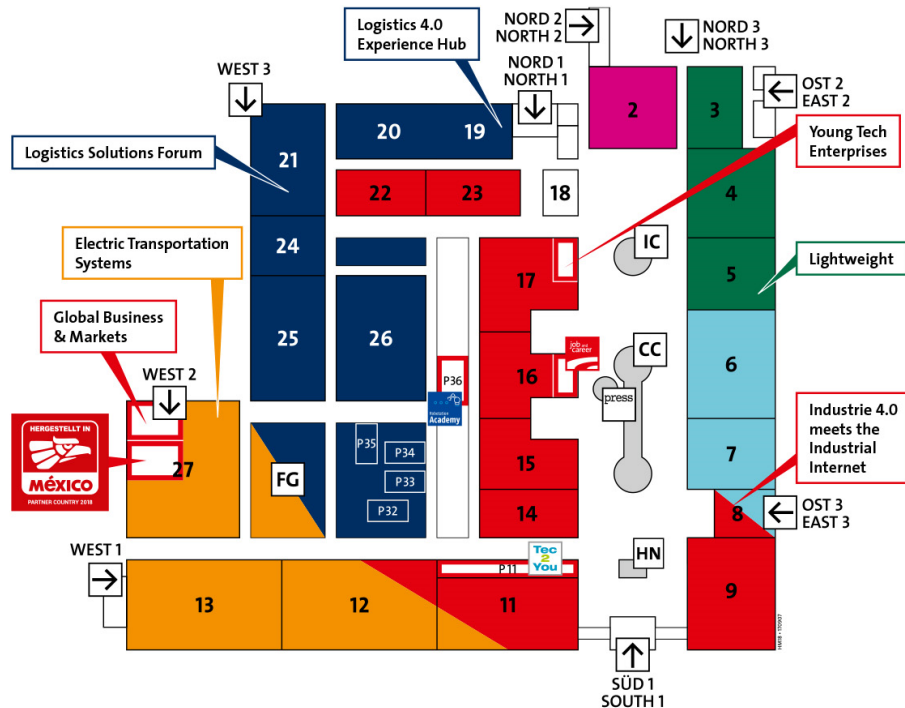 NORD 2
NORTH 2
NORD 3
NORTH 3
Logistics 4.0
Experience Hub
NORD 1
NORTH 1
WEST 3
OST 2
EAST 2
2
3
20
19
Young Tech
Enterprises
Logistics Solutions Forum
21
22
23
18
4
Electric Transportation
Systems
24
IC
17
5
Lightweight
Global Business
& Markets
25
26
6
WEST 2
P36
16
job and
career
CC
press
Academy
HERGESTELLT IN
MÉXICO
PARTNER COUNTRY 2018
27
FG
P35
P34
P33
P32
15
7
Industrie 4.0
meets the
Industrial
Internet
14
8
OST 3
EAST 3
WEST 1
Tec
2
You
P11
HN
13
12
11
9
SÜD 1
SOUTH 1